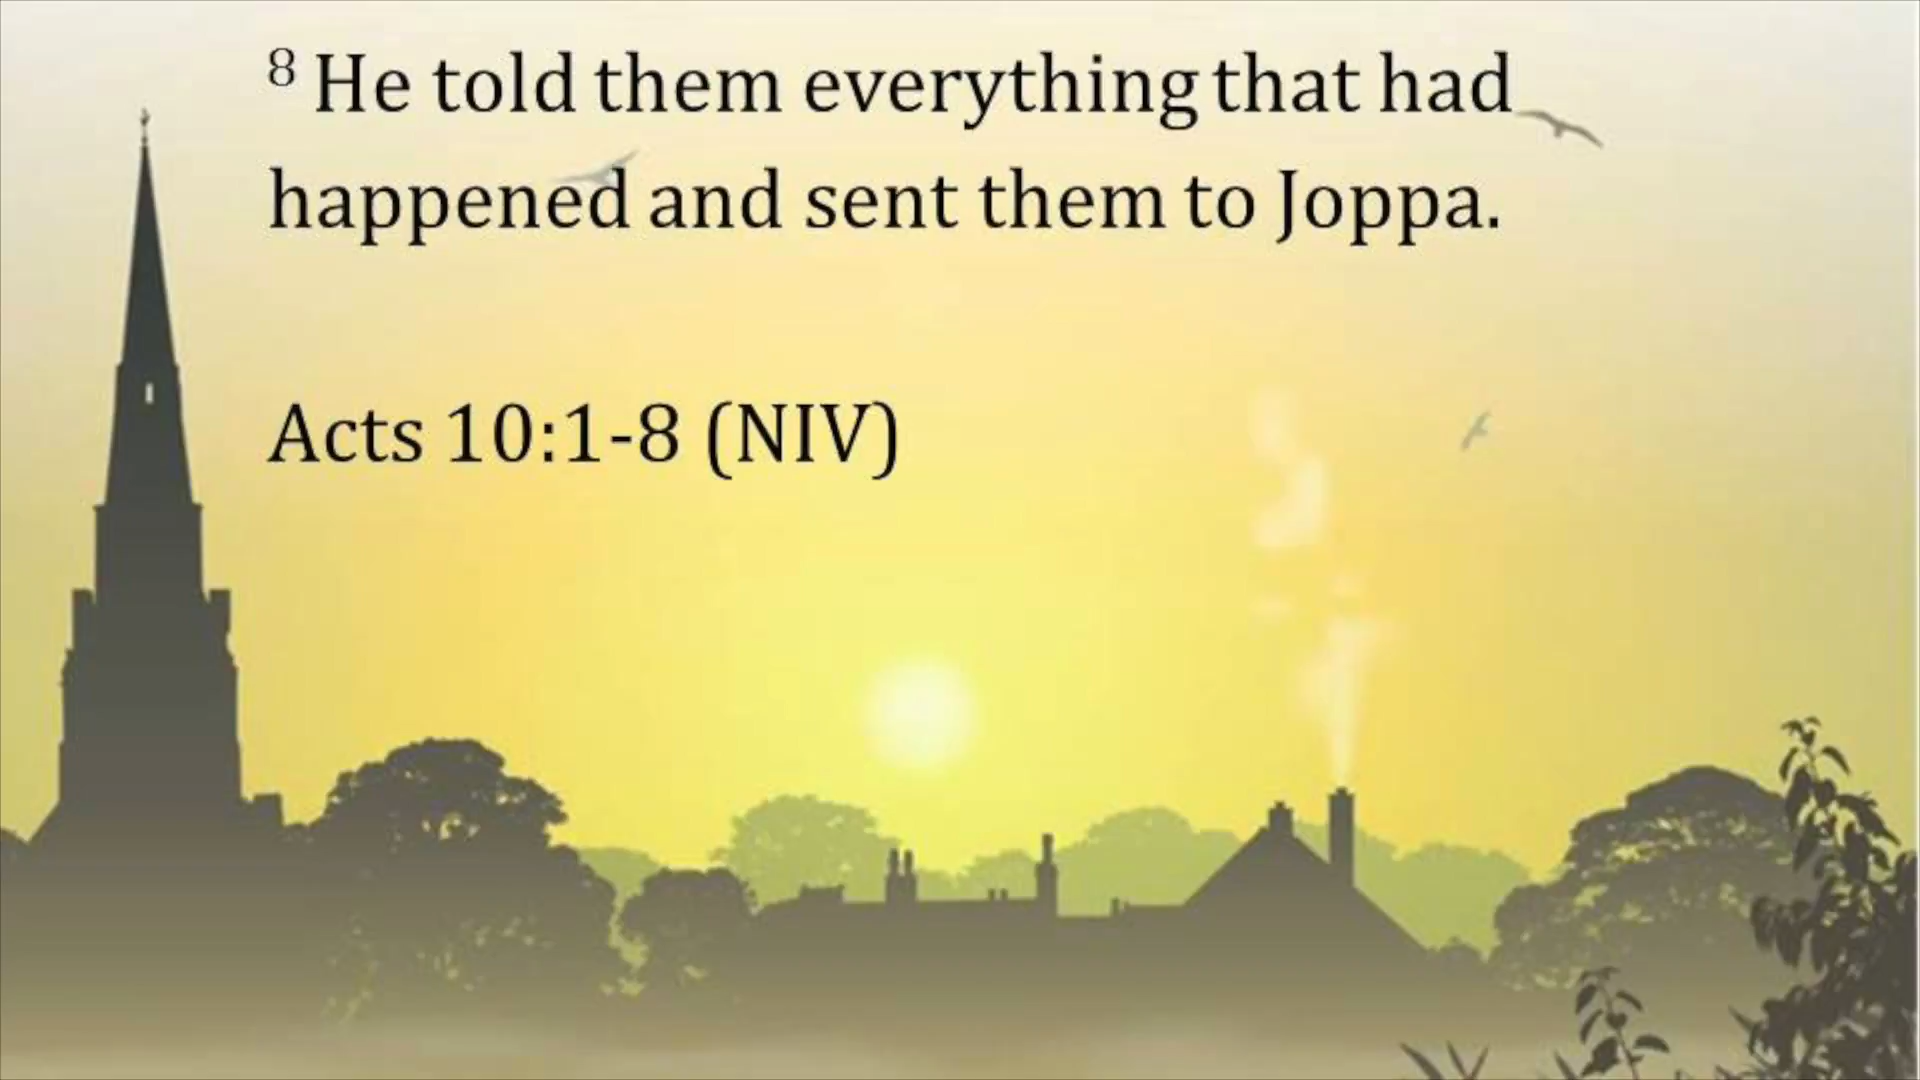 8 He told them everything that had
happened and sent them to Joppa.
Acts 10:1-8 (NIV)